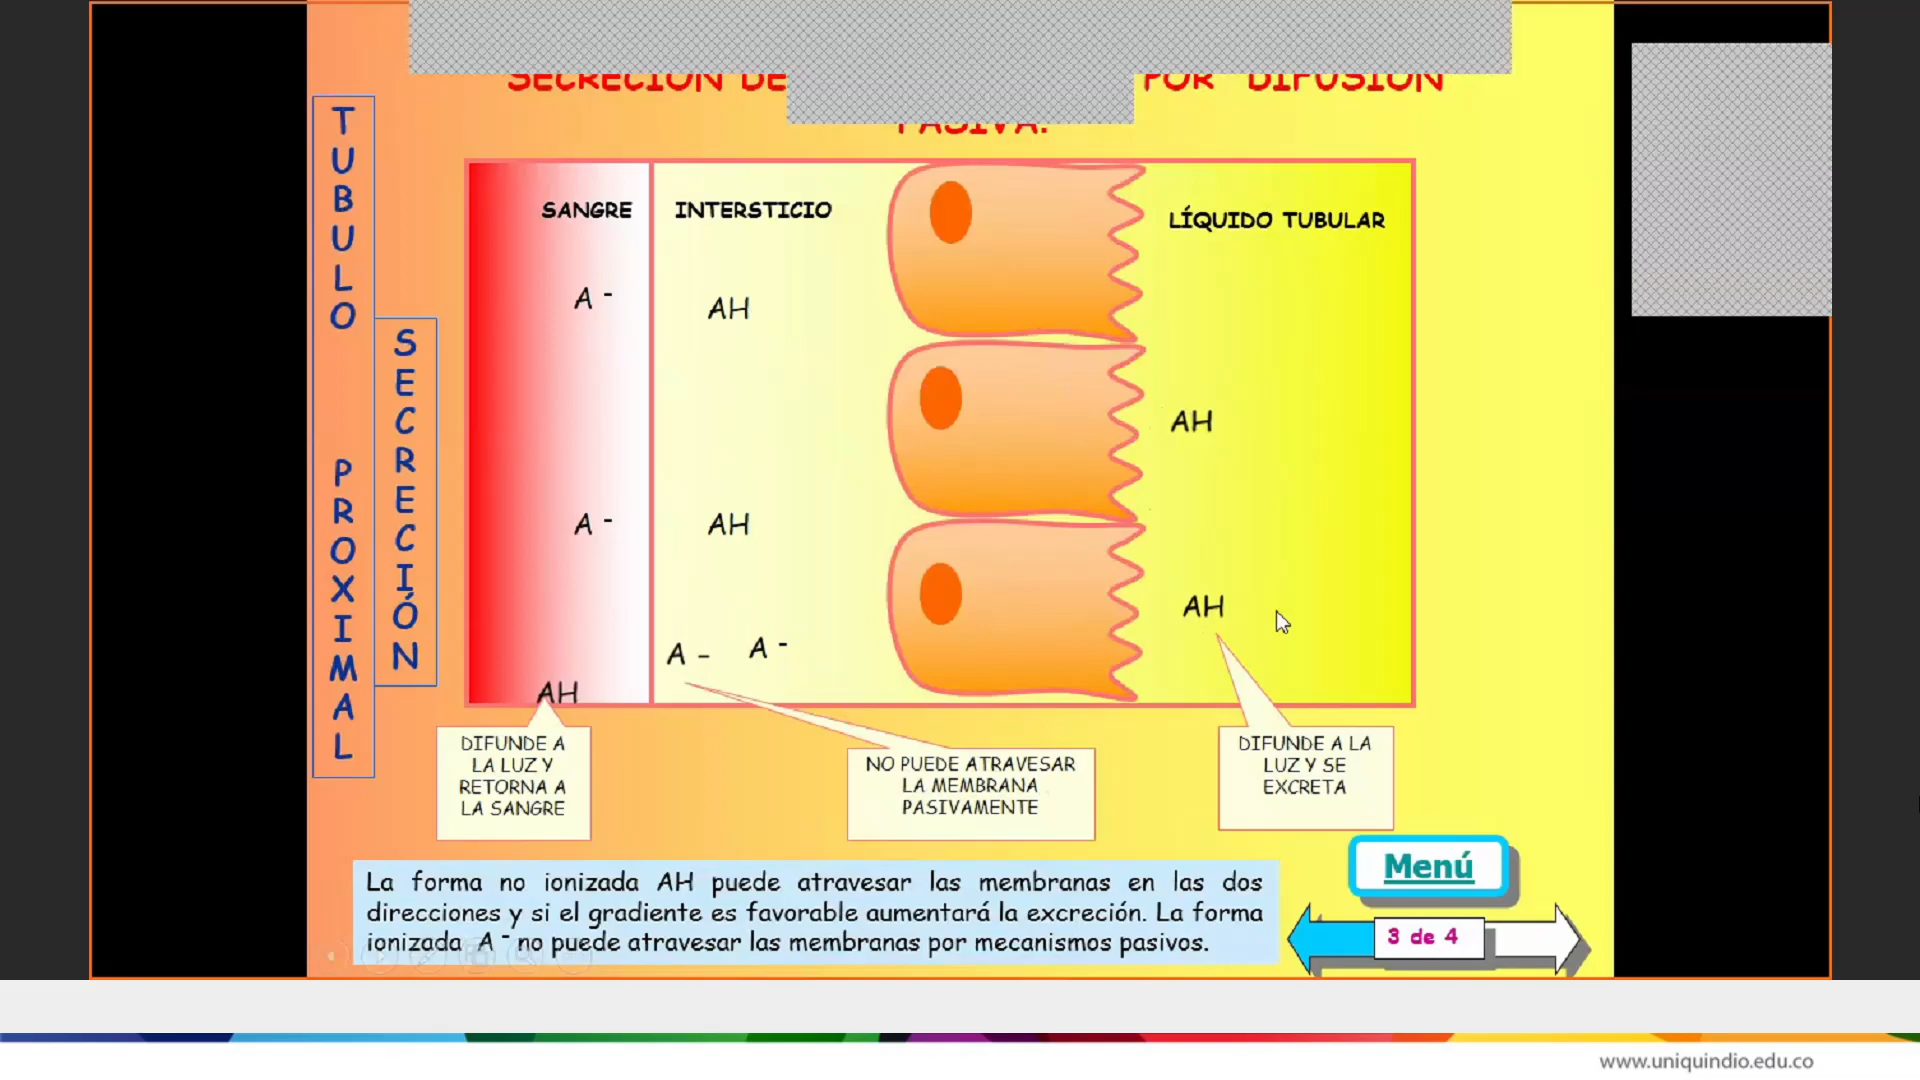 SECRECIÓN DE POR DIFUSIÓN
PASIVA.
TUBULO PROXIMAL
SECRECIÓN
SANGRE
INTERSTICIO
LÍQUIDO TUBULAR
A -
AH
AH
A -
AH
AH
A -
A -
AH
DIFUNDE A
LA LUZ Y
RETORNA A
LA SANGRE
NO PUEDE ATRAVESAR
LA MEMBRANA
PASIVAMENTE
DIFUNDE A LA
LUZ Y SE
EXCRETA
La forma no ionizada AH puede atravesar las membranas en las dos
direcciones y si el gradiente es favorable aumentará la excreción. La forma
ionizada A - no puede atravesar las membranas por mecanismos pasivos.
Menú
3 de 4
www.uniquindio.edu.co